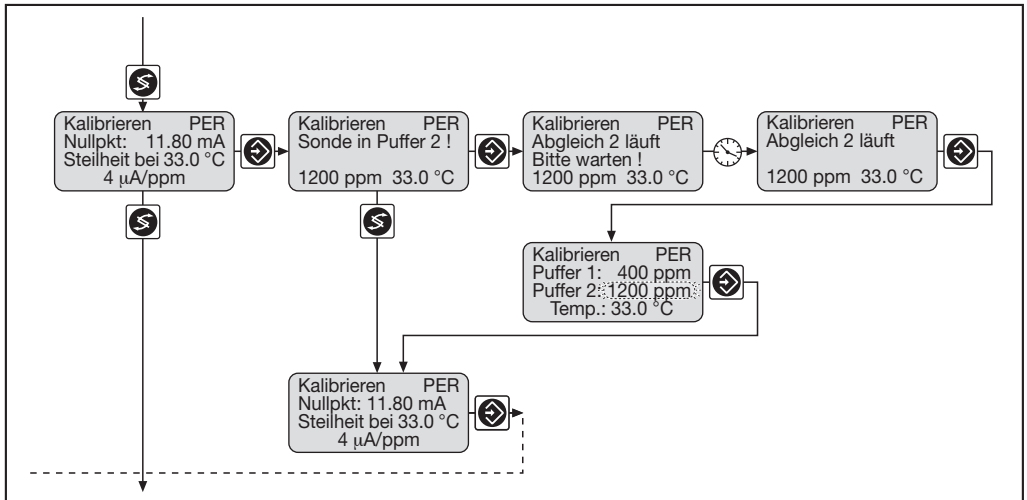 Kalibrieren PER
Nullpkt: 11.80 mA
Steilheit bei 33.0 °C
4 µA/ppm
Kalibrieren PER
Sonde in Puffer 2 !
1200 ppm 33.0 °C
Kalibrieren PER
Abgleich 2 läuft
Bitte warten !
1200 ppm 33.0 °C
Kalibrieren PER
Abgleich 2 läuft
1200 ppm 33.0 °C
Kalibrieren PER
Puffer 1: 400 ppm
Puffer 2: 1200 ppm
Temp.: 33.0 °C
Kalibrieren PER
Nullpkt: 11.80 mA
Steilheit bei 33.0 °C
4 µA/ppm